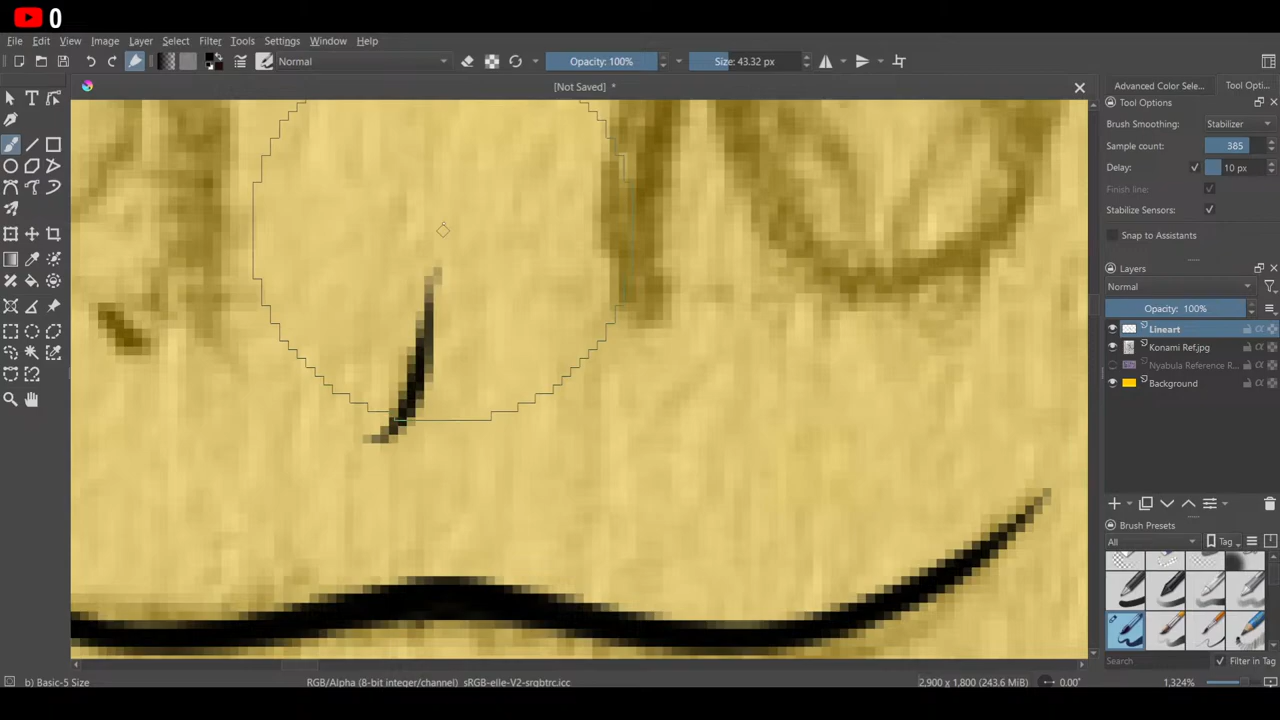 0
File Edit View Image Layer Select Filter Tools Settings Window Help
Normal Opacity: 100% Size: 43.32 px
[Not Saved] *
Advanced Color Sele... Tool Opti...
Tool Options
Brush Smoothing: Stabilizer
Sample count: 385
Delay: 10 px
Finish line:
Stabilize Sensors:
Snap to Assistants
Layers
Normal
Opacity: 100%
Lineart
Konami Ref.jpg
Nyabula Reference R...
Background
Brush Presets
All Tag
Search Filter in Tag
b) Basic-5 Size RGB/Alpha (8-bit integer/channel) sRGB-elle-V2-srgbtrc.icc 2,900 x 1,800 (243.6 MiB) 0.00° 1,324%